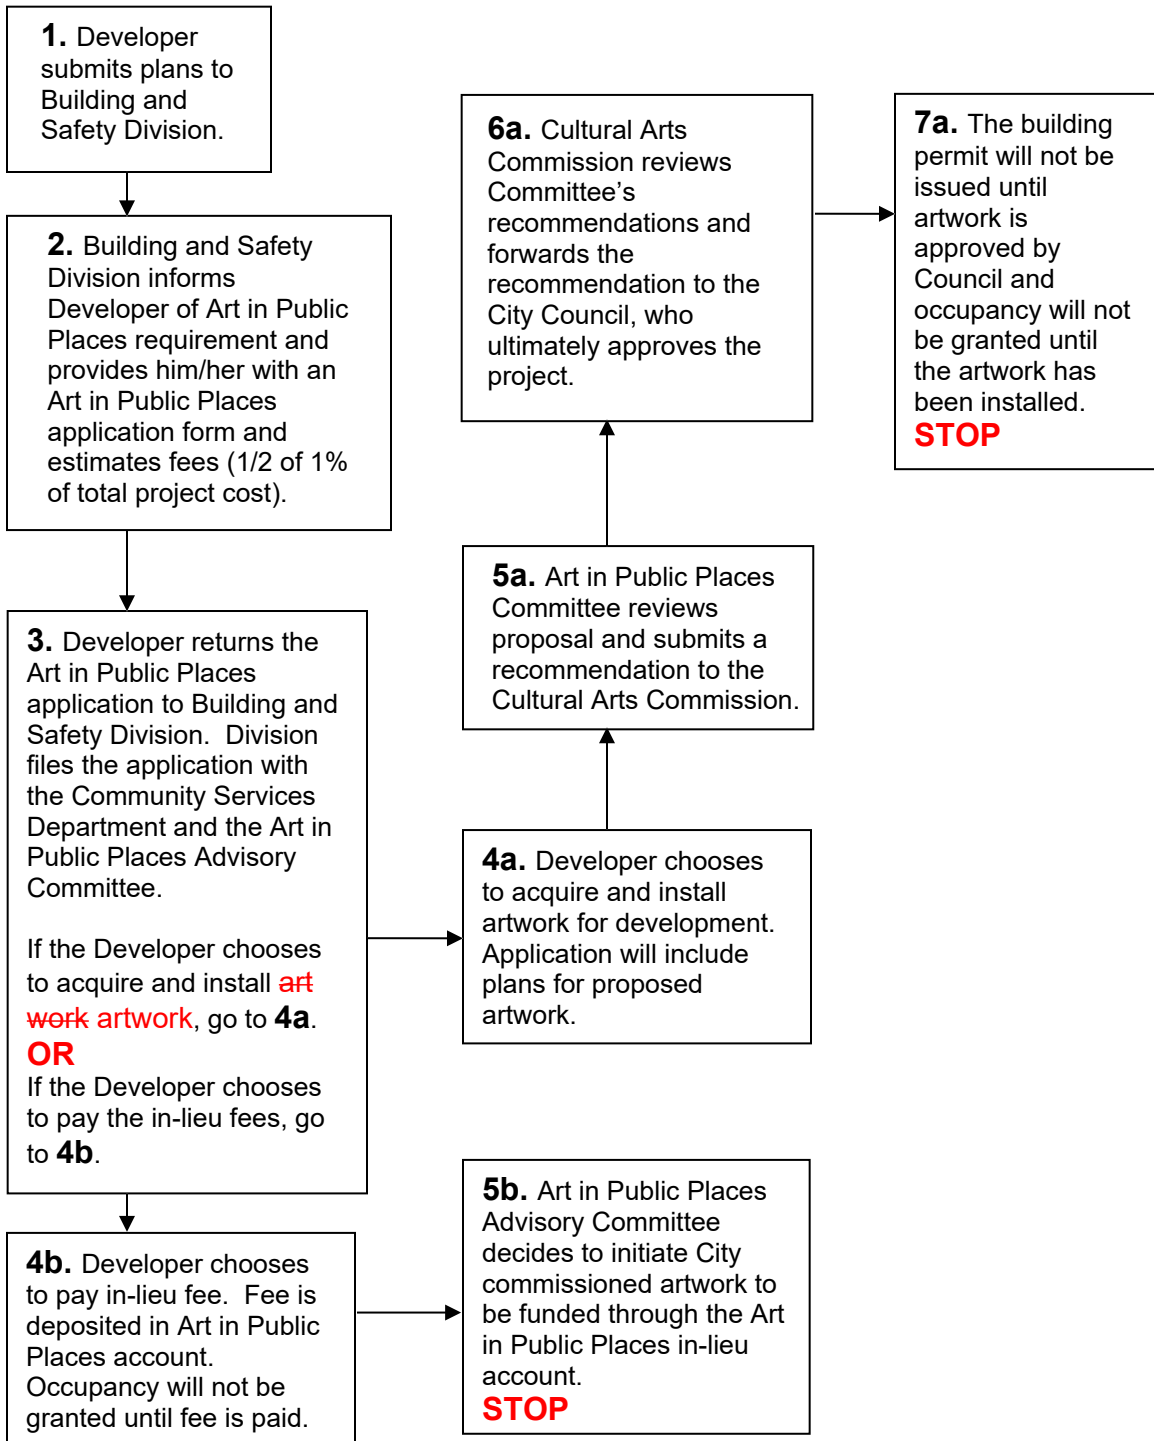 1. Developer
submits plans to
Building and
Safety Division.
2. Building and Safety
Division informs
Developer of Art in Public
Places requirement and
provides him/her with an
Art in Public Places
application form and
estimates fees (1/2 of 1%
of total project cost).
3. Developer returns the
Art in Public Places
application to Building and
Safety Division.  Division
files the application with
the Community Services
Department and the Art in
Public Places Advisory
Committee.
If the Developer chooses
to acquire and install art
work artwork, go to 4a.
OR
If the Developer chooses
to pay the in-lieu fees, go
to 4b.
4a. Developer chooses
to acquire and install
artwork for development.
Application will include
plans for proposed
artwork.
5a. Art in Public Places
Committee reviews
proposal and submits a
recommendation to the
Cultural Arts Commission.
6a. Cultural Arts
Commission reviews
Committee’s
recommendations and
forwards the
recommendation to the
City Council, who
ultimately approves the
project.
7a. The building
permit will not be
issued until
artwork is
approved by
Council and
occupancy will not
be granted until
the artwork has
been installed.
STOP
4b. Developer chooses
to pay in-lieu fee.  Fee is
deposited in Art in Public
Places account.
Occupancy will not be
granted until fee is paid.
5b. Art in Public Places
Advisory Committee
decides to initiate City
commissioned artwork to
be funded through the Art
in Public Places in-lieu
account.
STOP